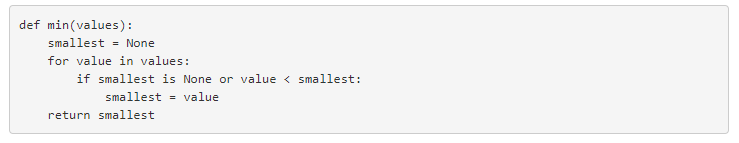 def min(values):
    smallest = None
    for value in values:
        if smallest is None or value < smallest:
            smallest = value
    return smallest